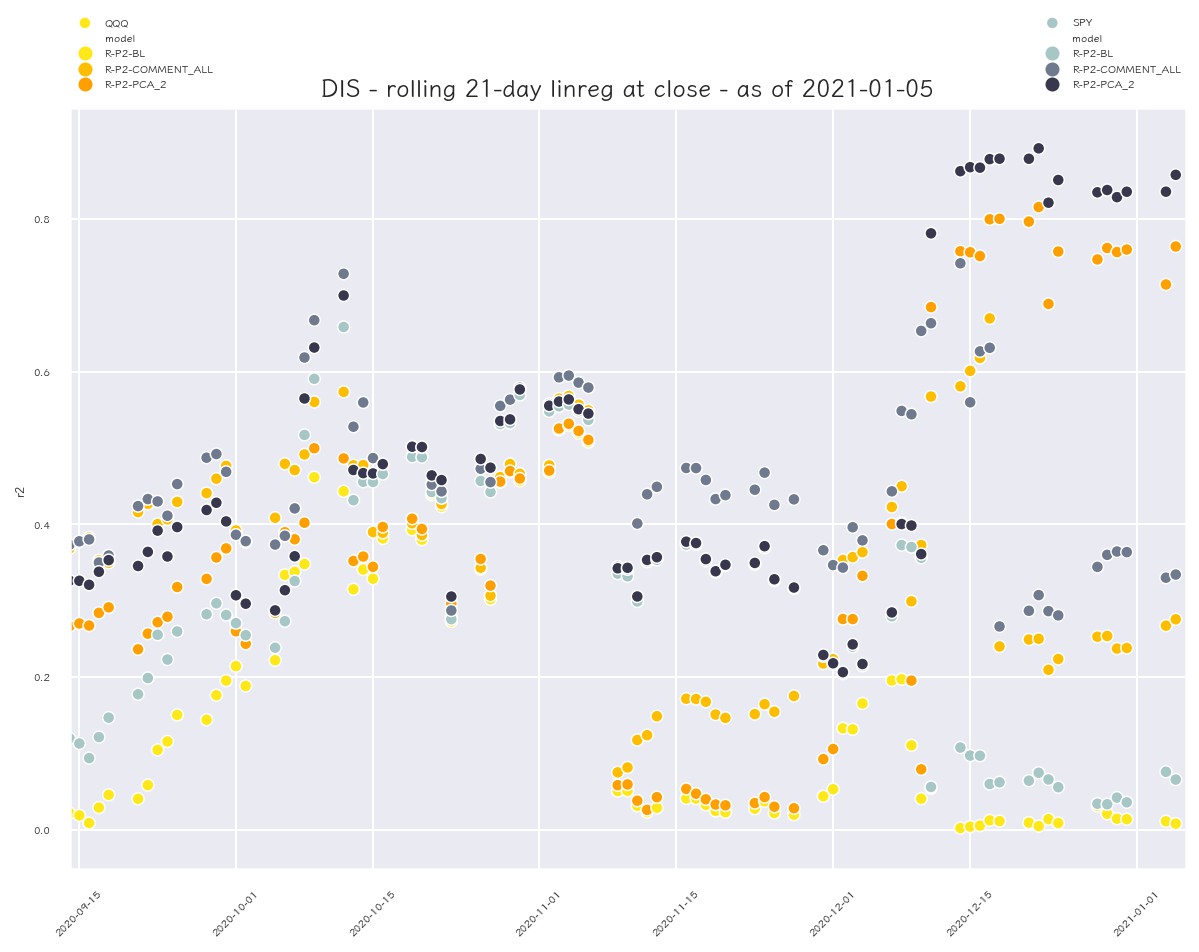 QQQ
model
R-P2-BL
R-P2-COMMENT_ALL
R-P2-PCA_2
SPY
model
R-P2-BL
R-P2-COMMENT_ALL
R-P2-PCA_2
DIS - rolling 21-day linreg at close - as of 2021-01-05
r2
0.8
0.6
0.4
0.2
0.0
2020-09-15
2020-10-01
2020-10-15
2020-11-01
2020-11-15
2020-12-01
2020-12-15
2021-01-01